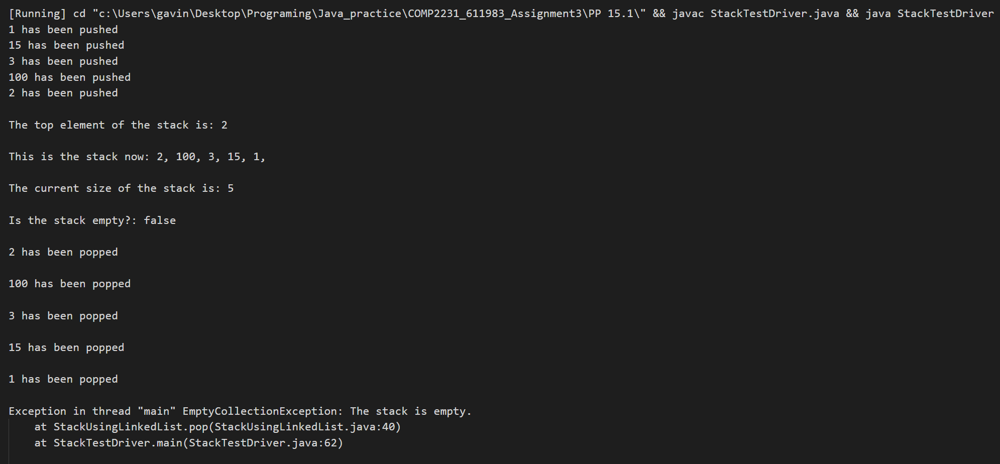 [Running] cd "c:\Users\gavin\Desktop\Programing\Java_practice\COMP2231_611983_Assignment3\PP 15.1\" && javac StackTestDriver.java && java StackTestDriver
1 has been pushed
15 has been pushed
3 has been pushed
100 has been pushed
2 has been pushed
The top element of the stack is: 2
This is the stack now: 2, 100, 3, 15, 1,
The current size of the stack is: 5
Is the stack empty?: false
2 has been popped
100 has been popped
3 has been popped
15 has been popped
1 has been popped
Exception in thread "main" EmptyCollectionException: The stack is empty.
at StackUsingLinkedList.pop(StackUsingLinkedList.java:40)
at StackTestDriver.main(StackTestDriver.java:62)